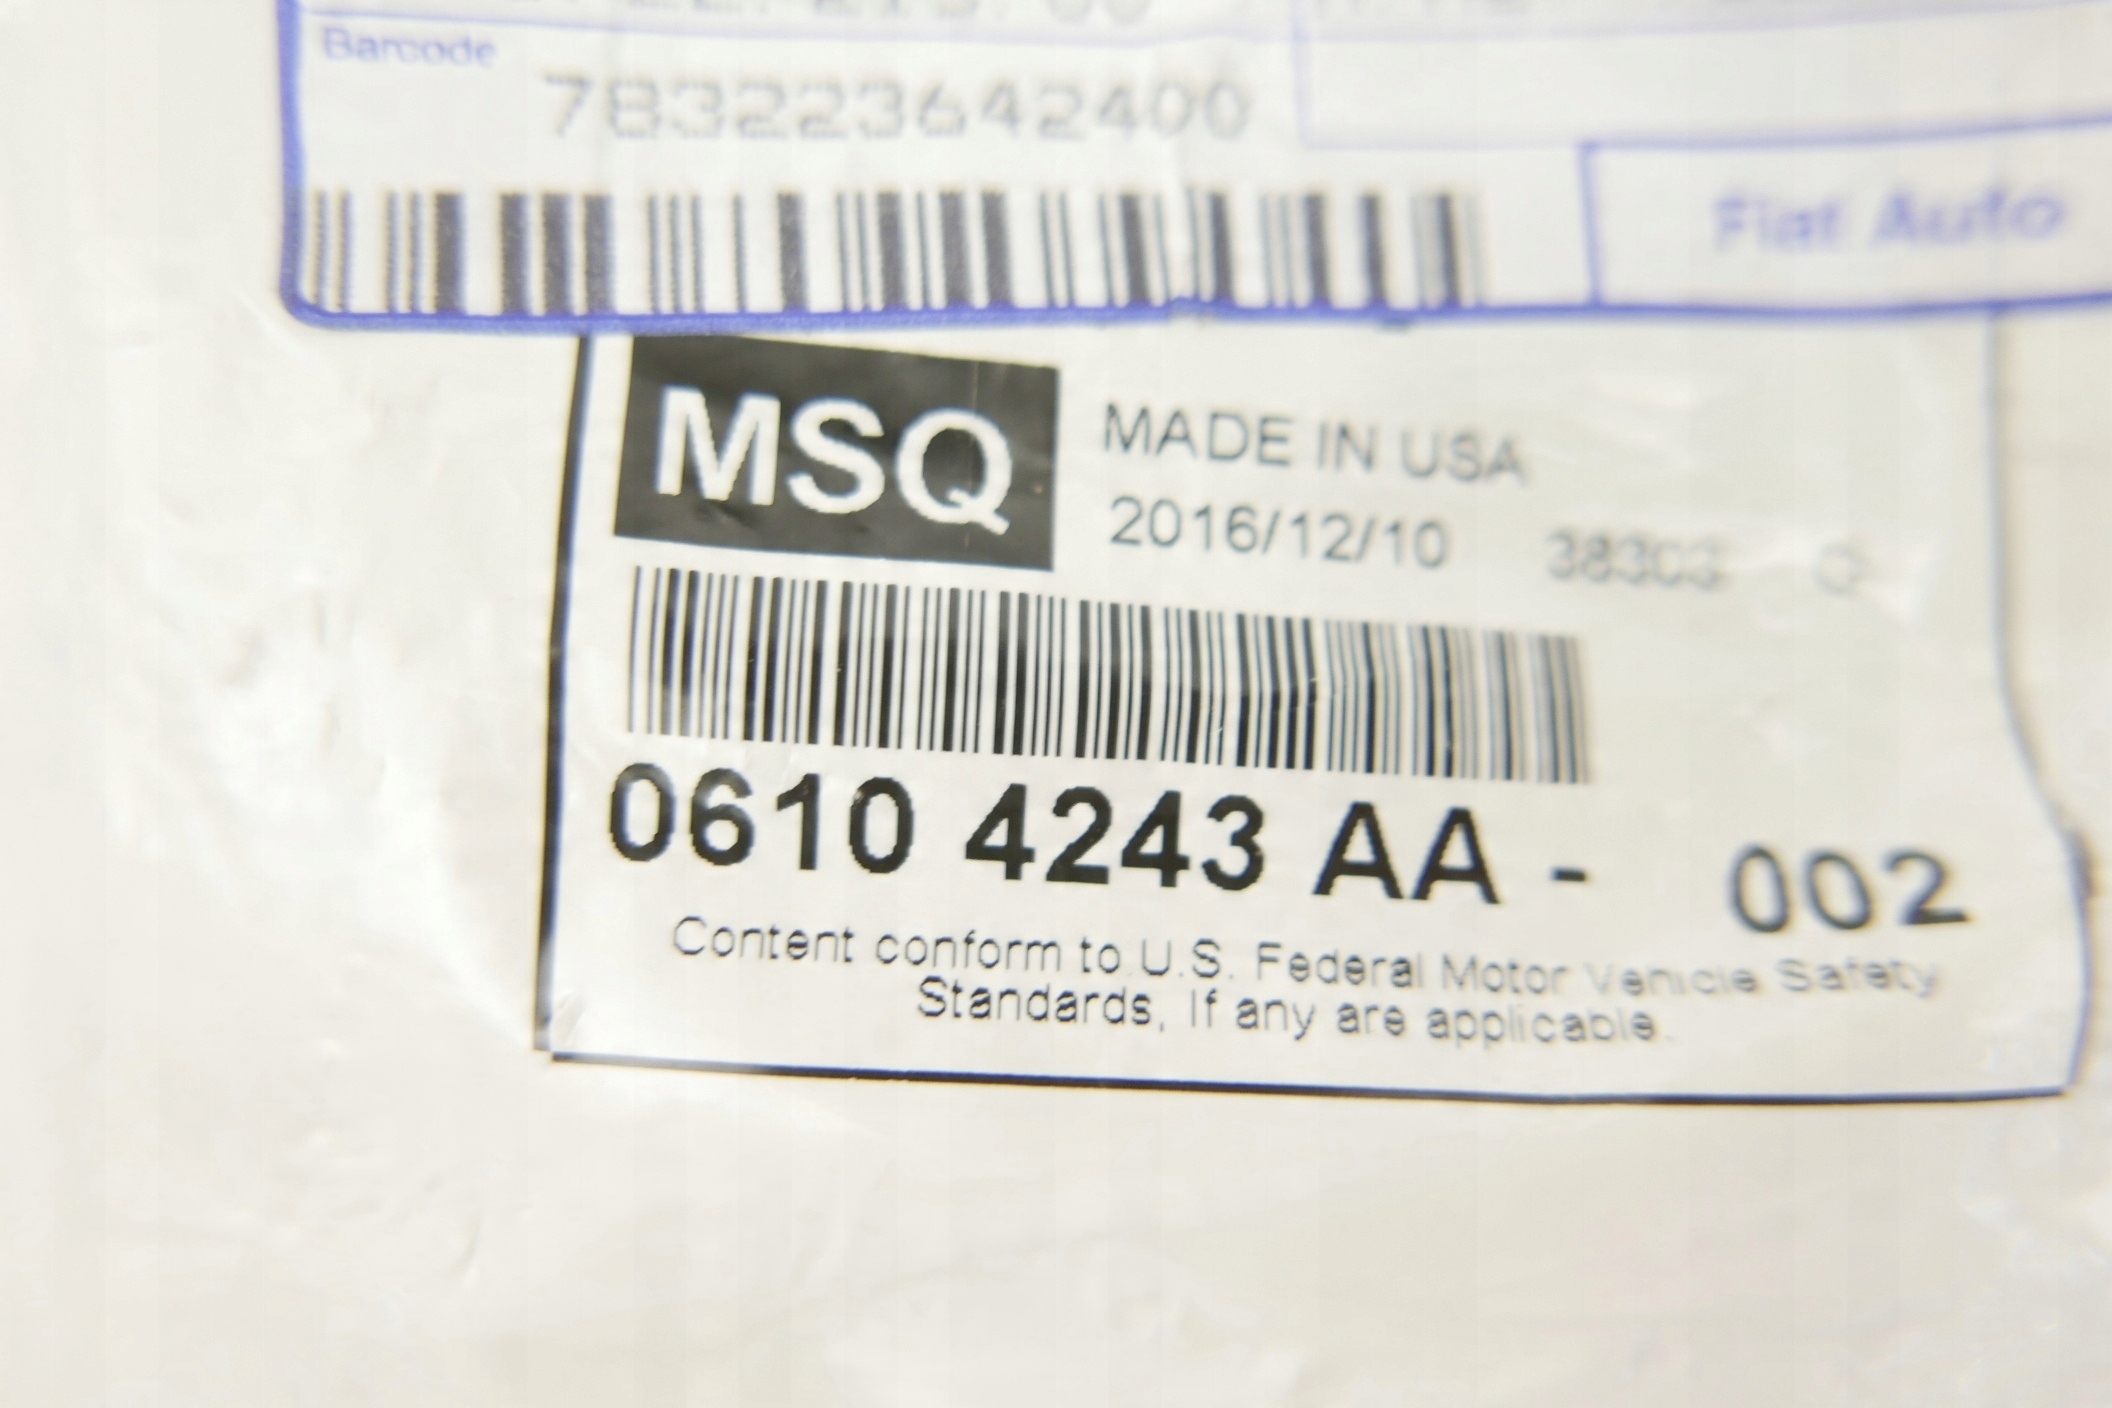 Barcode
783223642400
Fiat Auto
MSQ
MADE IN USA
2016/12/10 38303
0610 4243 AA - 002
Content conform to U.S. Federal Motor Vehicle Safety
Standards, If any are applicable.